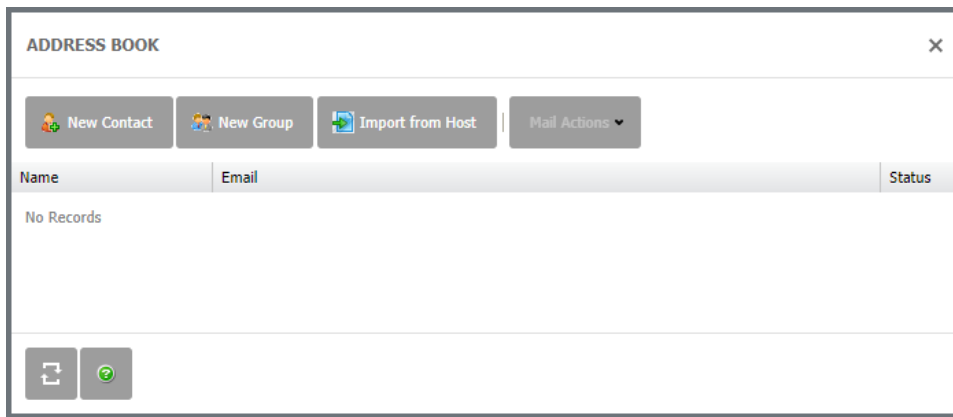 ADDRESS BOOK
New Contact New Group Import from Host Mail Actions
Name Email Status
No Records